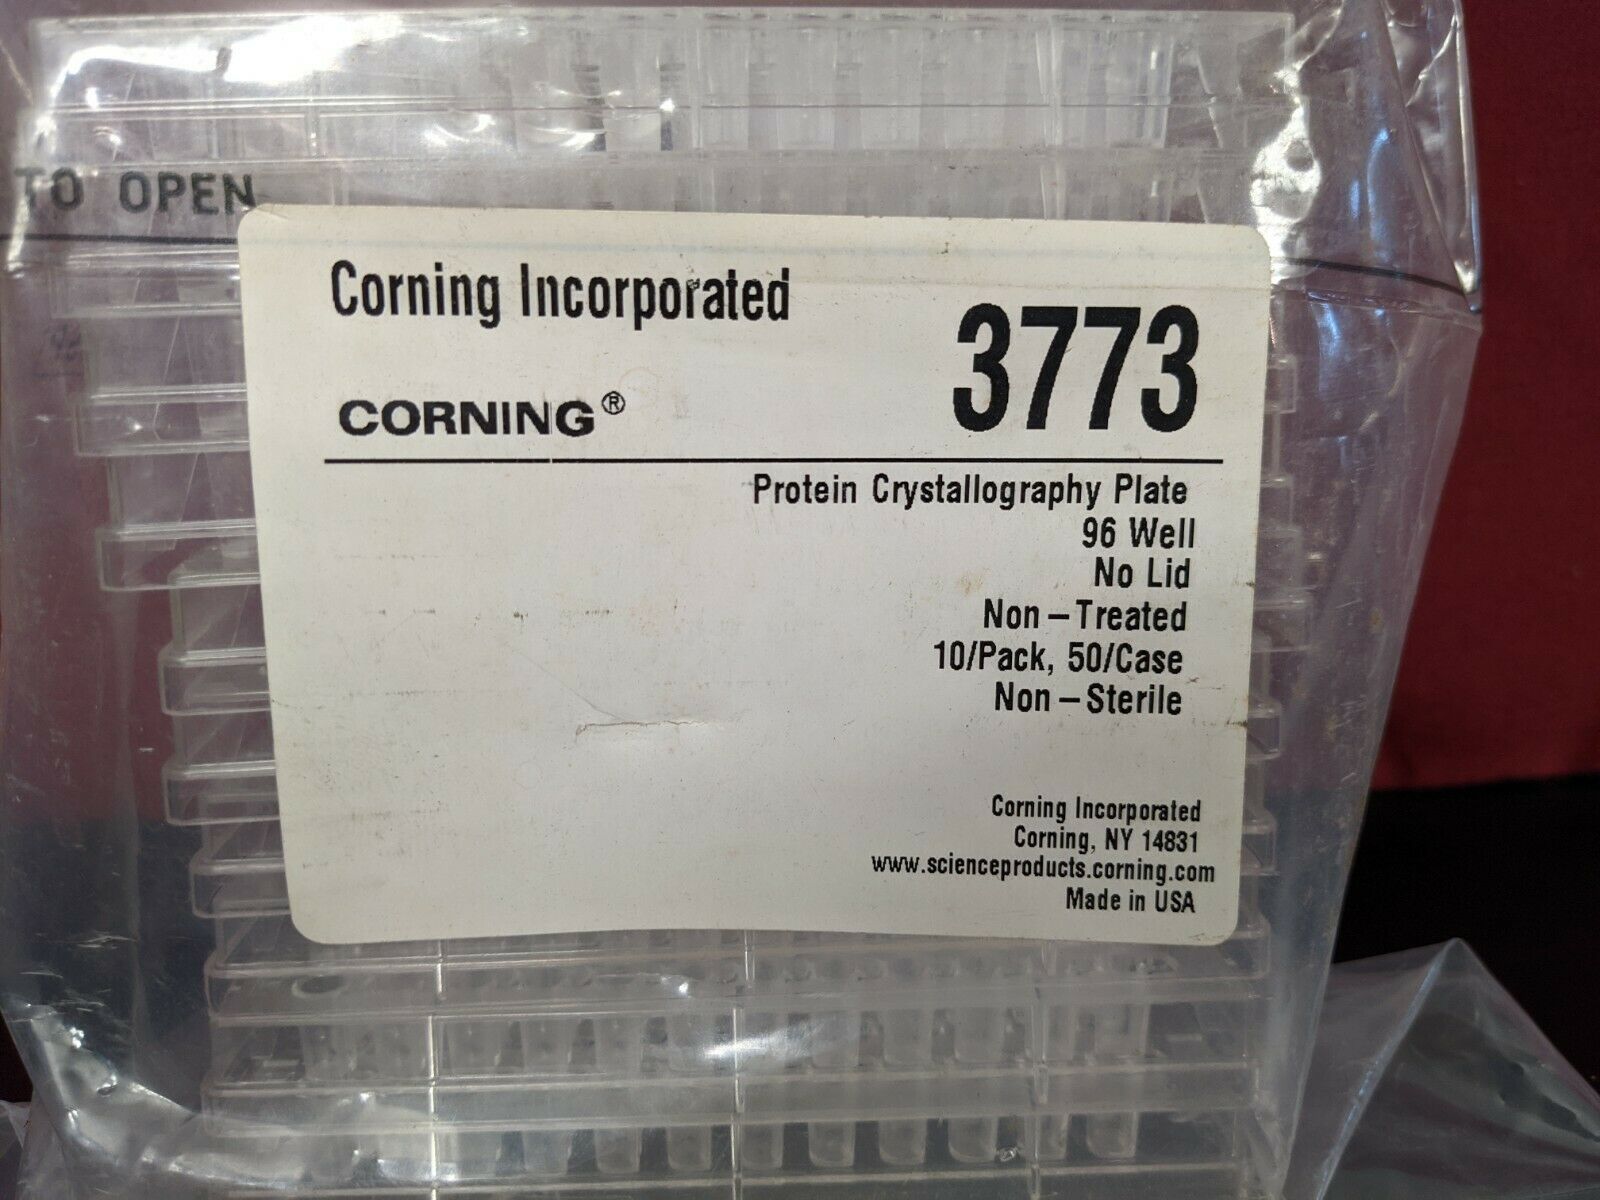 TO OPEN
Corning Incorporated
3773
CORNING®
Protein Crystallography Plate
96 Well
No Lid
Non-Treated
10/Pack, 50/Case
Non-Sterile
Corning Incorporated
Corning, NY 14831
www.scienceproducts.corning.com
Made in USA